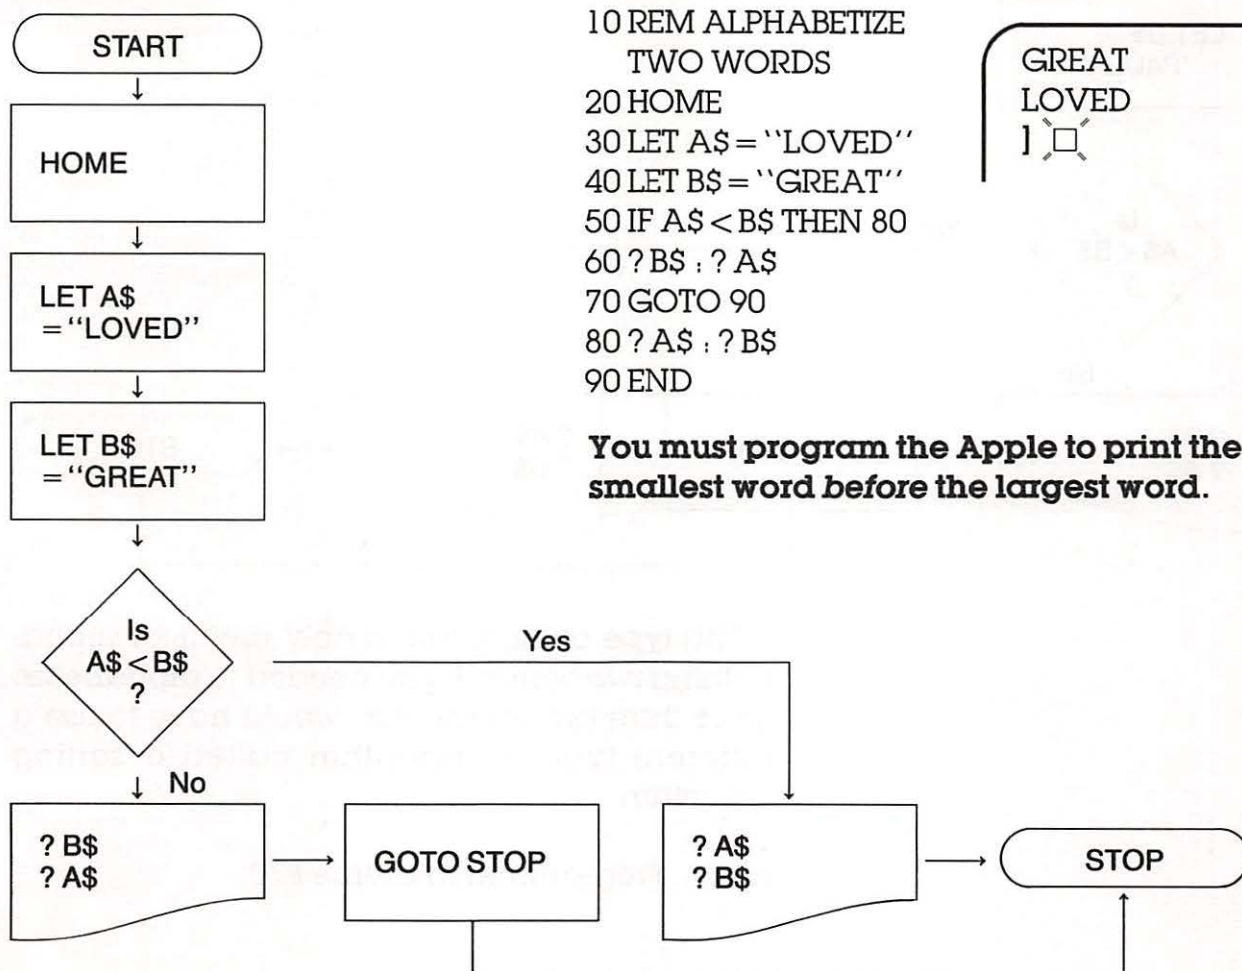 START
HOME
LET A$
= "LOVED"
LET B$
= "GREAT"
Is
A$ < B$
?
Yes
No
? B$
? A$
GOTO STOP
? A$
? B$
STOP
10 REM ALPHABETIZE
TWO WORDS
20 HOME
30 LET A$ = "LOVED"
40 LET B$ = "GREAT"
50 IF A$ < B$ THEN 80
60 ? B$ : ? A$
70 GOTO 90
80 ? A$ : ? B$
90 END
GREAT
LOVED
]
You must program the Apple to print the
smallest word before the largest word.